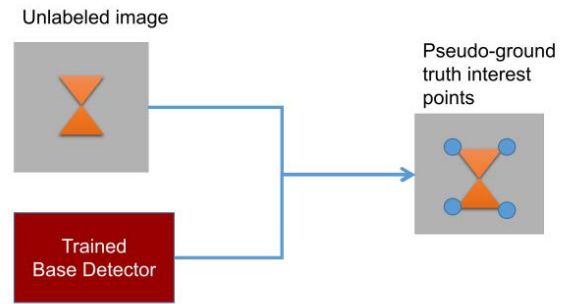 Unlabeled image
Pseudo-ground
truth interest
points
Trained
Base Detector